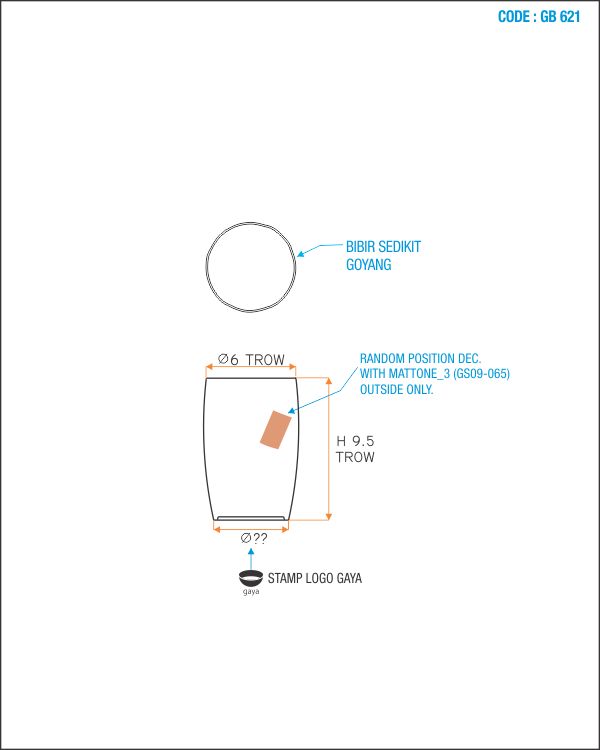 CODE : GB 621
BIBIR SEDIKIT
GOYANG
Ø6 TROW
RANDOM POSITION DEC.
WITH MATTONE_3 (GS09-065)
OUTSIDE ONLY.
H 9.5
TROW
Ø??
STAMP LOGO GAYA
gaya